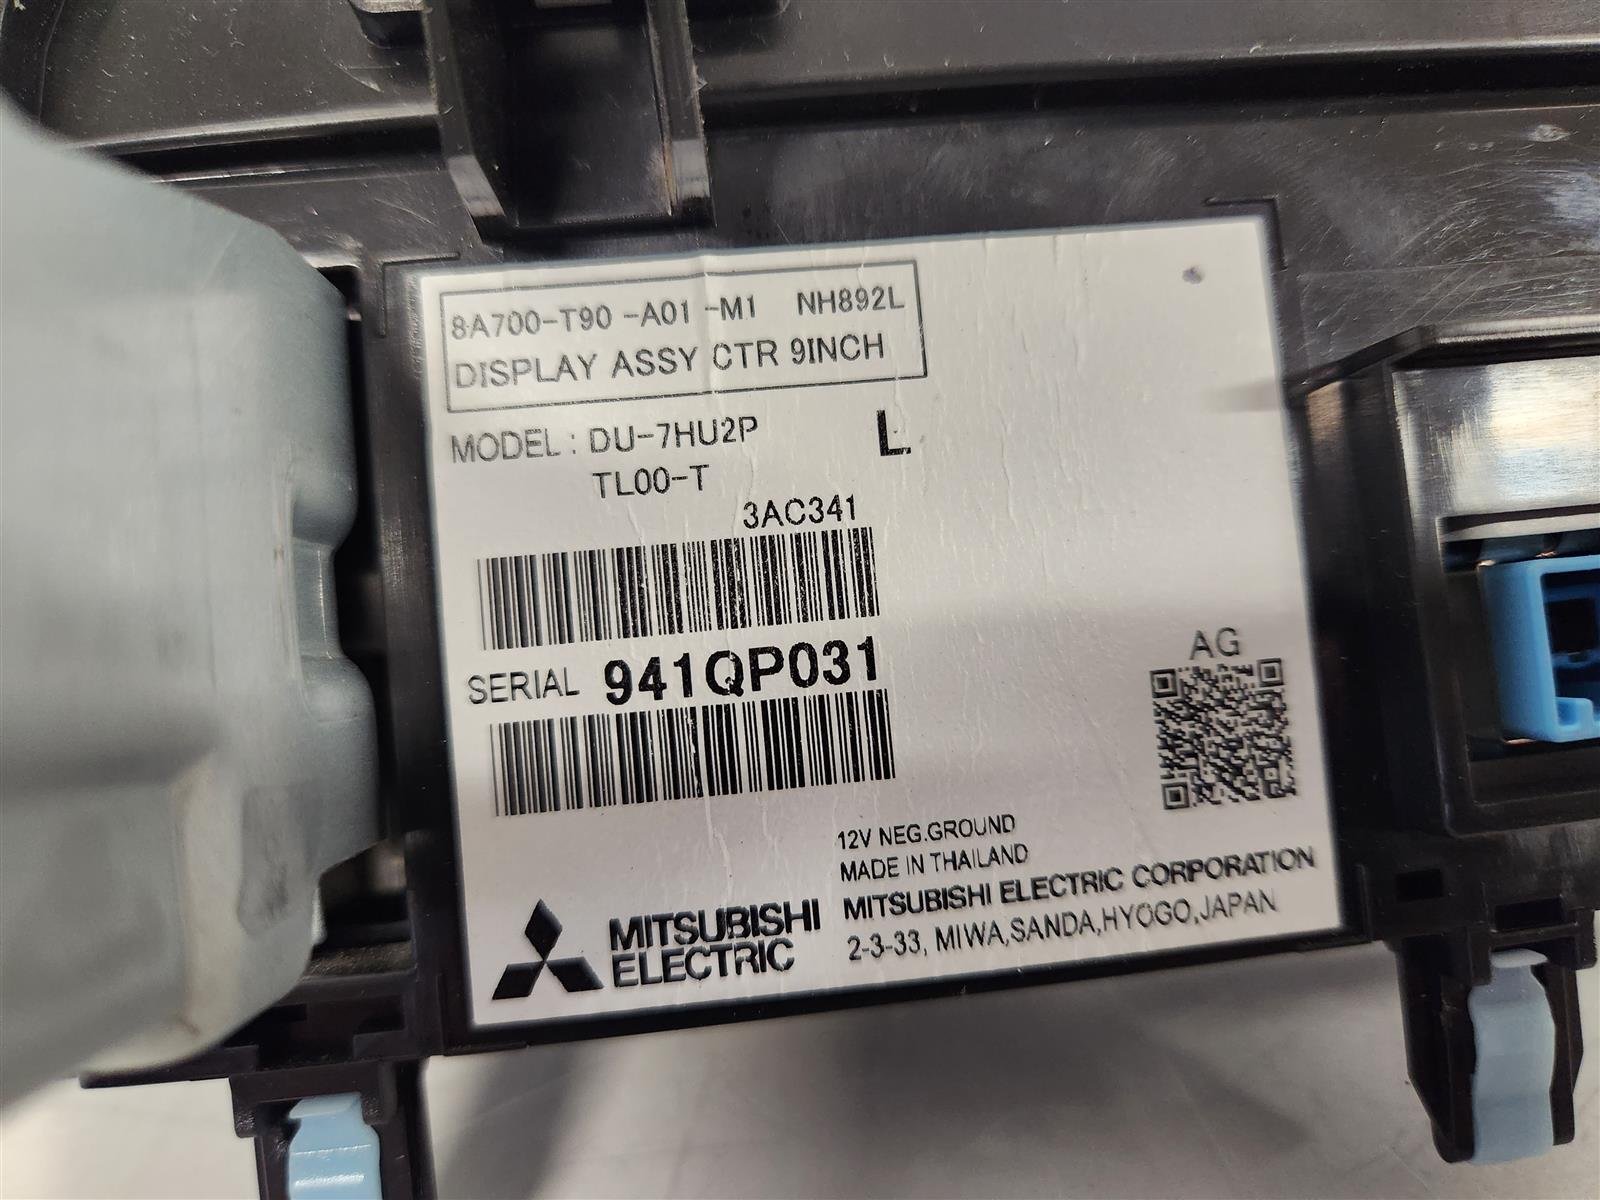 8A700-T90 -A01 -M1 NH892L
DISPLAY ASSY CTR 9INCH
MODEL : DU-7HU2P L
TL00-T
3AC341
SERIAL 941QP031
AG
12V NEG.GROUND
MADE IN THAILAND
MITSUBISHI ELECTRIC CORPORATION
2-3-33, MIWA,SANDA,HYOGO,JAPAN
MITSUBISHI
ELECTRIC